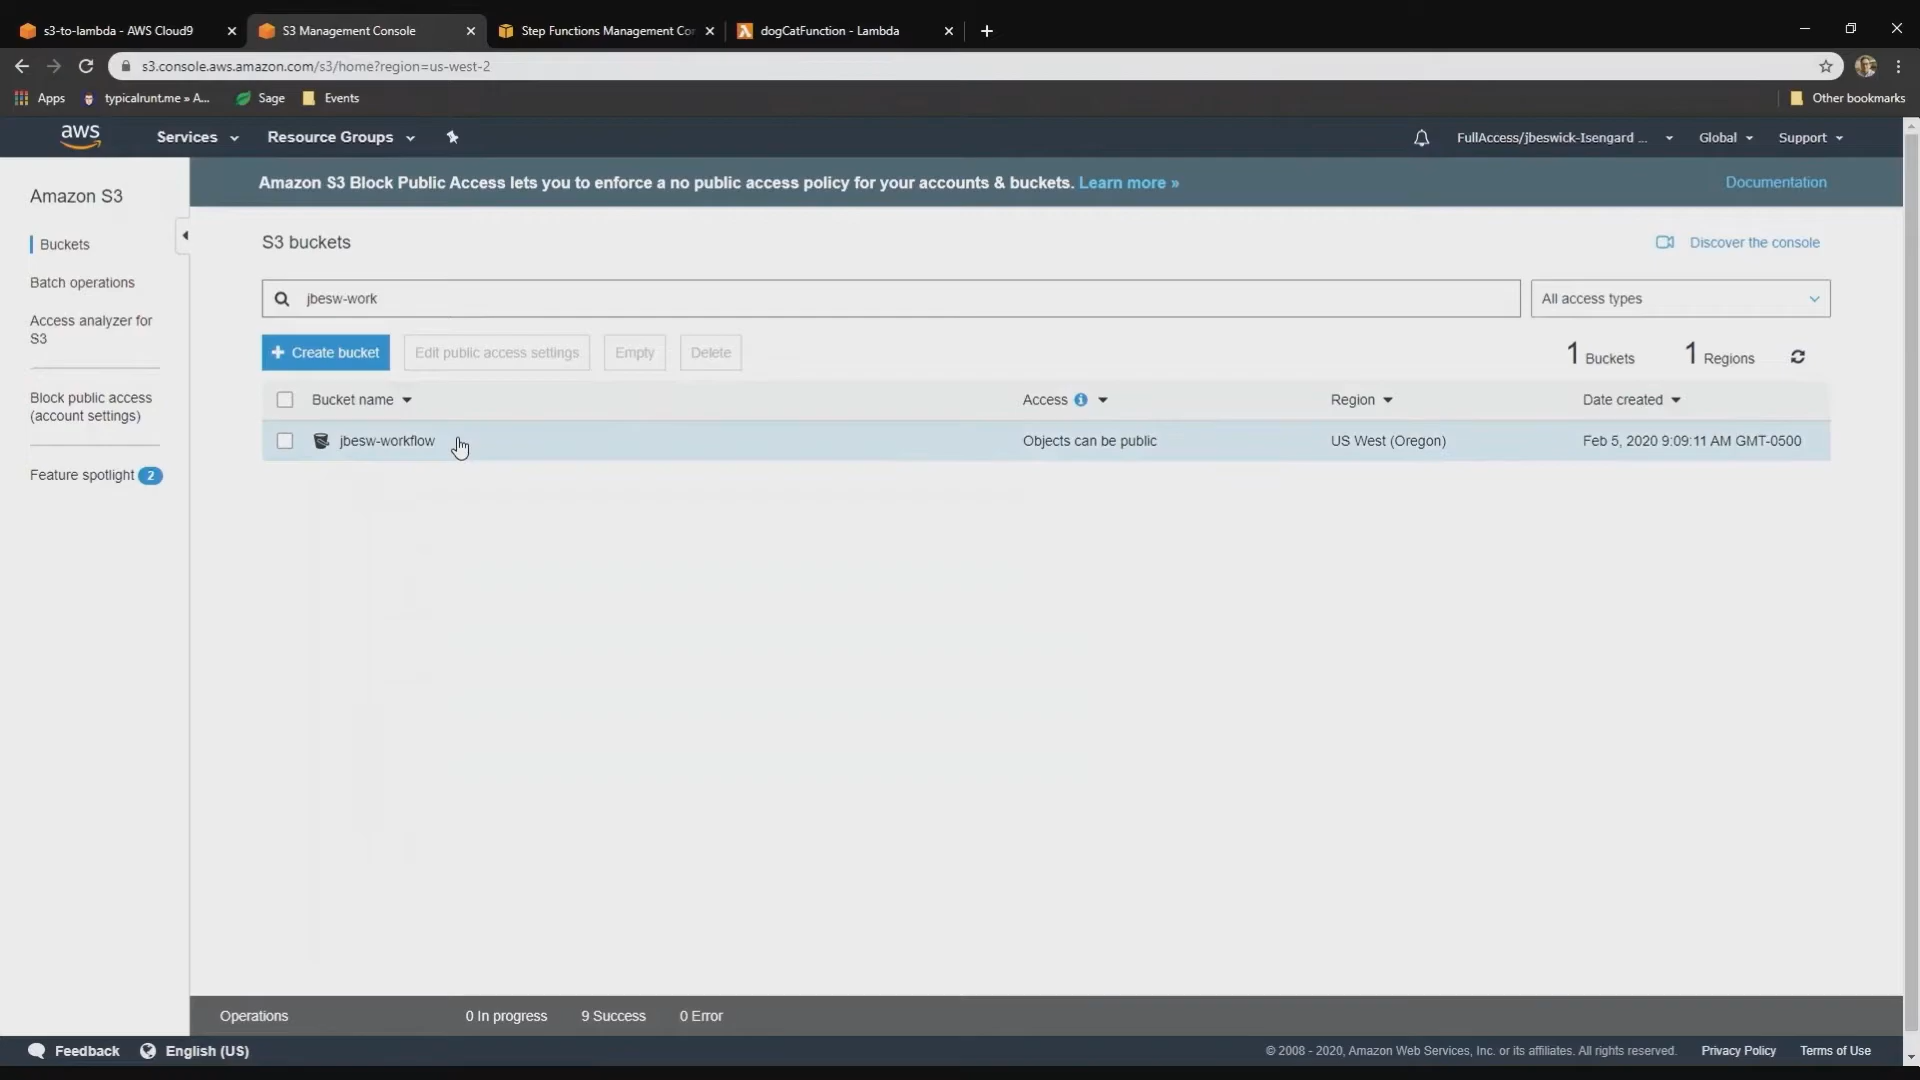 s3-to-lambda - AWS Cloud9
S3 Management Console
Step Functions Management Cor
dogCatFunction - Lambda
s3.console.aws.amazon.com/s3/home?region=us-west-2
Apps
typicalrunt.me » A...
Sage
Events
Other bookmarks
aws
Services
Resource Groups
FullAccess/jbeswick-Isengard ...
Global
Support
Amazon S3
Amazon S3 Block Public Access lets you to enforce a no public access policy for your accounts & buckets. Learn more »
Documentation
Buckets
Batch operations
Access analyzer for
S3
Block public access
(account settings)
Feature spotlight 2
S3 buckets
Discover the console
jbesw-work
All access types
+ Create bucket
Edit public access settings
Empty
Delete
1 Buckets
1 Regions
Bucket name
Access
Region
Date created
jbesw-workflow
Objects can be public
US West (Oregon)
Feb 5, 2020 9:09:11 AM GMT-0500
Operations
0 In progress
9 Success
0 Error
Feedback
English (US)
© 2008 - 2020, Amazon Web Services, Inc. or its affiliates. All rights reserved.
Privacy Policy
Terms of Use